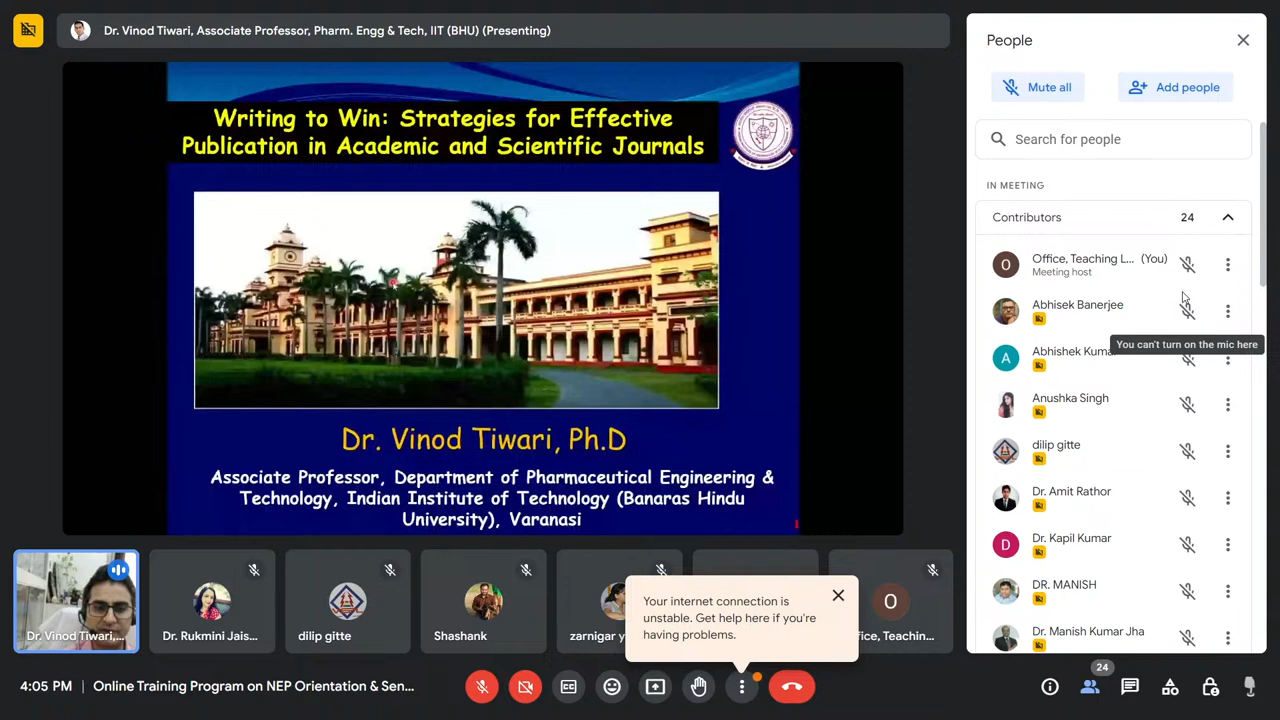 Dr. Vinod Tiwari, Associate Professor, Pharm. Engg & Tech, IIT (BHU) (Presenting)
Writing to Win: Strategies for Effective
Publication in Academic and Scientific Journals
Dr. Vinod Tiwari, Ph.D
Associate Professor, Department of Pharmaceutical Engineering &
Technology, Indian Institute of Technology (Banaras Hindu
University), Varanasi
1
Dr. Vinod Tiwari,...
Dr. Rukmini Jais...
dilip gitte
Shashank
zarnigar y
O
fice, Teachin...
Your internet connection is
unstable. Get help here if you're
having problems.
4:05 PM | Online Training Program on NEP Orientation & Sen...
24
People
Mute all
Add people
Search for people
IN MEETING
Contributors 24
O
Office, Teaching L... (You)
Meeting host
Abhisek Banerjee
You can't turn on the mic here
A
Abhishek Kuma
Anushka Singh
dilip gitte
Dr. Amit Rathor
D
Dr. Kapil Kumar
DR. MANISH
Dr. Manish Kumar Jha